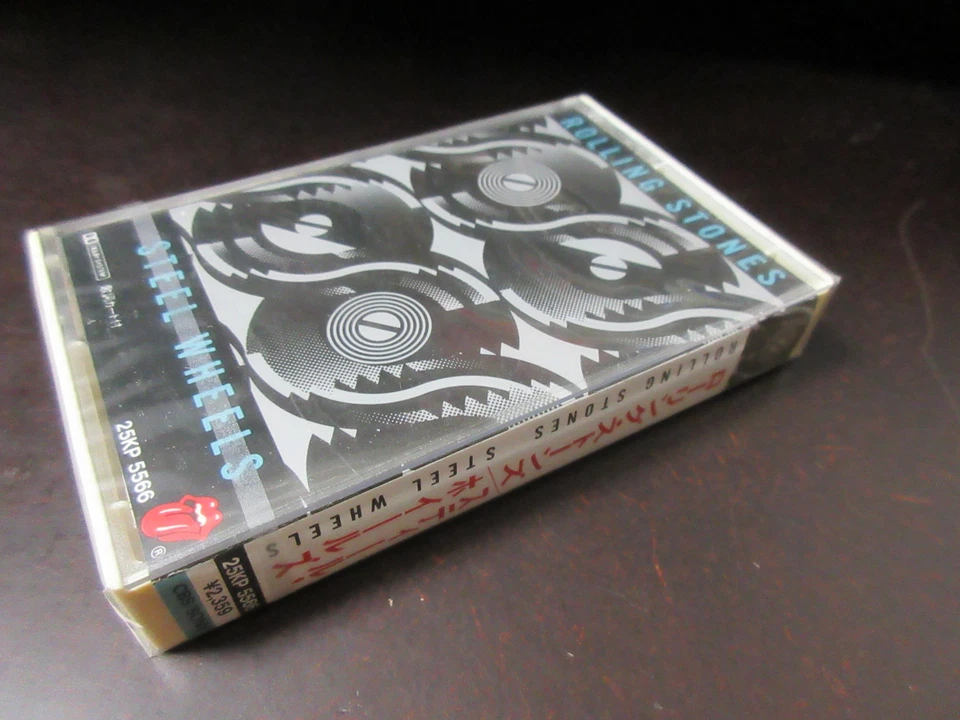 ROLLING STONES
STEEL WHEELS
25KP 5566
®
ROLLING STONES STEEL WHEELS
ローリング・ストーンズ/スティール・ホイールズ
25KP 5566
¥2,359